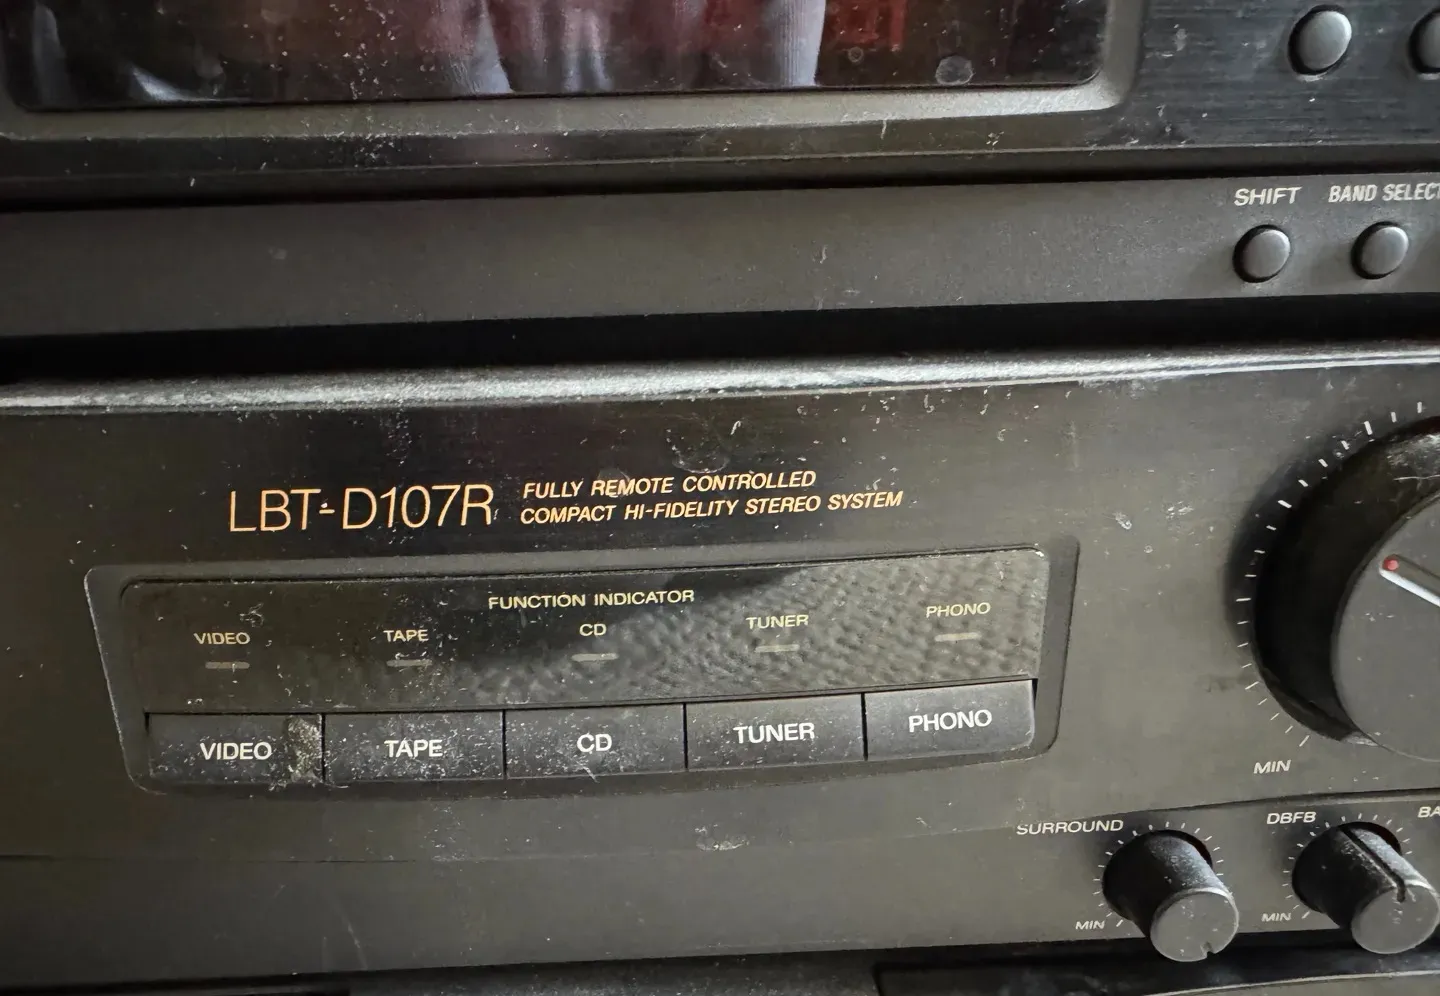 SHIFT BAND SELECT
LBT-D107R
FULLY REMOTE CONTROLLED
COMPACT HI-FIDELITY STEREO SYSTEM
FUNCTION INDICATOR
VIDEO TAPE CD TUNER PHONO
VIDEO TAPE CD TUNER PHONO
MIN
SURROUND DBFB BA
MIN MIN